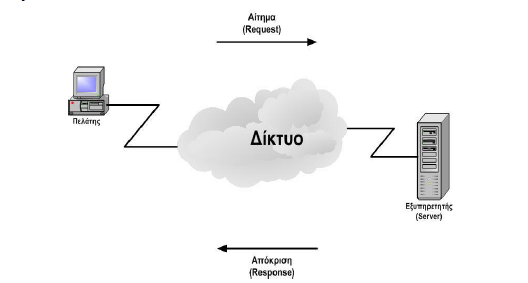 Αίτημα
(Request)
Πελάτης
Δίκτυο
Εξυπηρετητής
(Server)
Απόκριση
(Response)